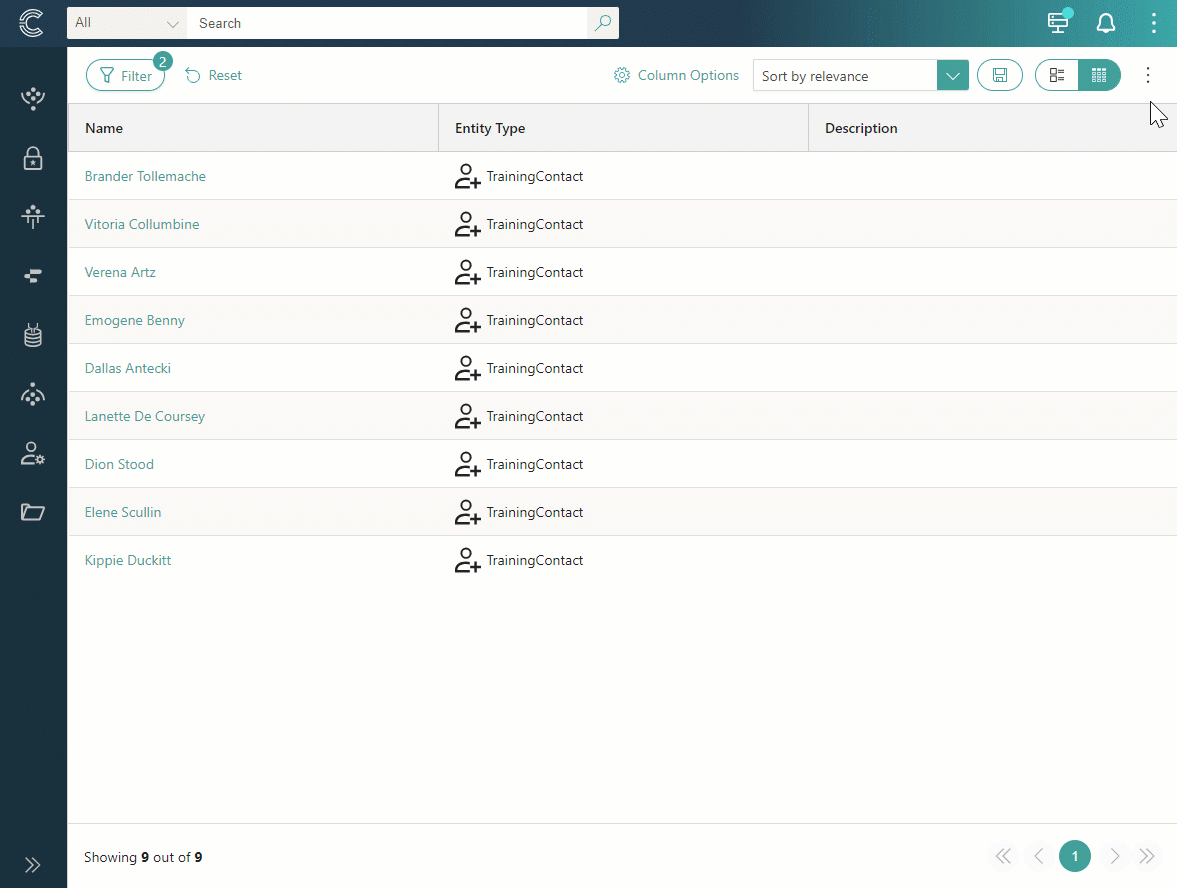 All Search
2
Filter Reset Column Options Sort by relevance
Name Entity Type Description
Brander Tollemache TrainingContact
Vitoria Collumbine TrainingContact
Verena Artz TrainingContact
Emogene Benny TrainingContact
Dallas Antecki TrainingContact
Lanette De Coursey TrainingContact
Dion Stood TrainingContact
Elene Scullin TrainingContact
Kippie Duckitt TrainingContact
Showing 9 out of 9 1